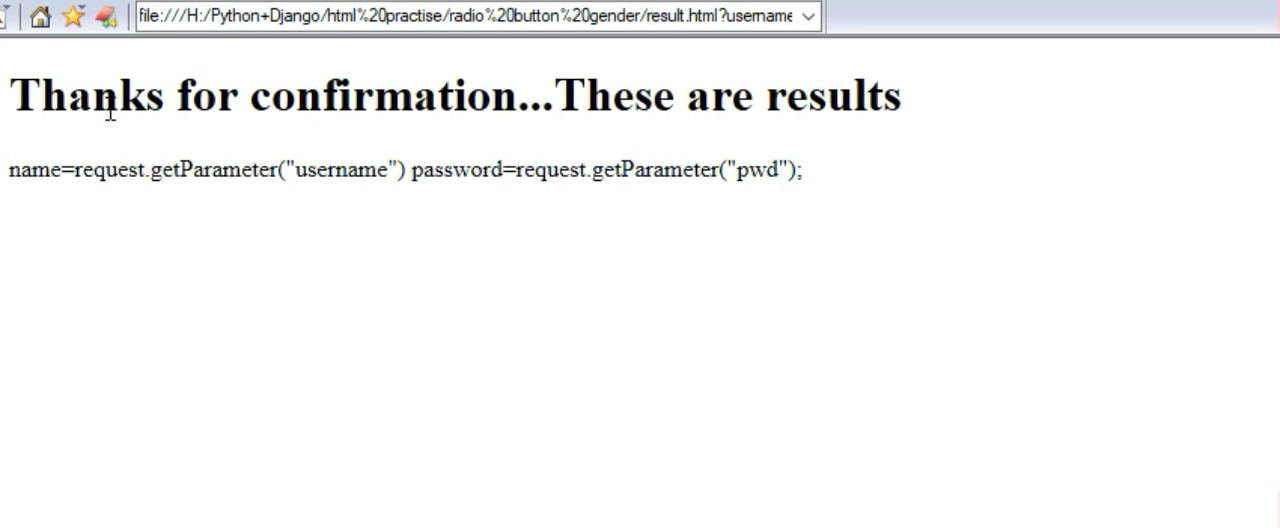 file:///H:/Python+Django/html%20practise/radio%20button%20gender/result.html?username
Thanks for confirmation...These are results
name=request.getParameter("username") password=request.getParameter("pwd");